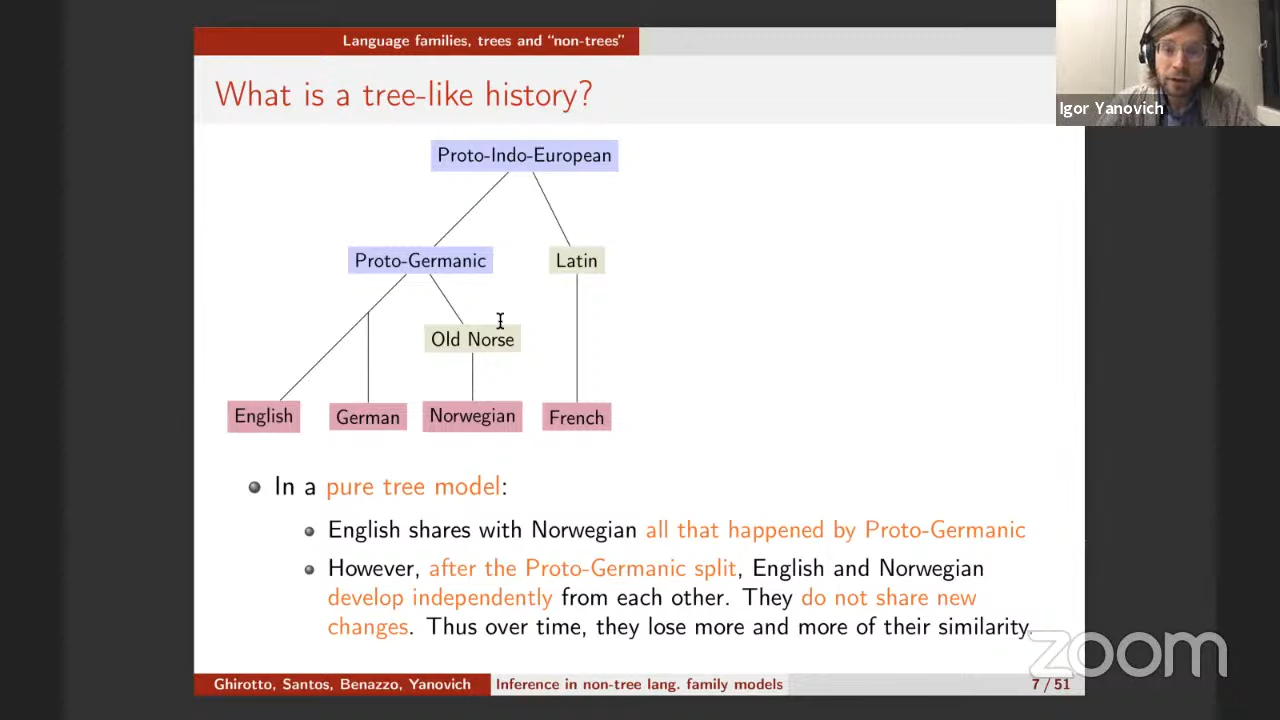 Language families, trees and “non-trees”
What is a tree-like history?
Igor Yanovich
Proto-Indo-European
Proto-Germanic
Latin
Old Norse
English
German
Norwegian
French
In a pure tree model:
English shares with Norwegian all that happened by Proto-Germanic
However, after the Proto-Germanic split, English and Norwegian
develop independently from each other. They do not share new
changes. Thus over time, they lose more and more of their similarity.
zoom
Ghirotto, Santos, Benazzo, Yanovich
Inference in non-tree lang. family models
7 / 51